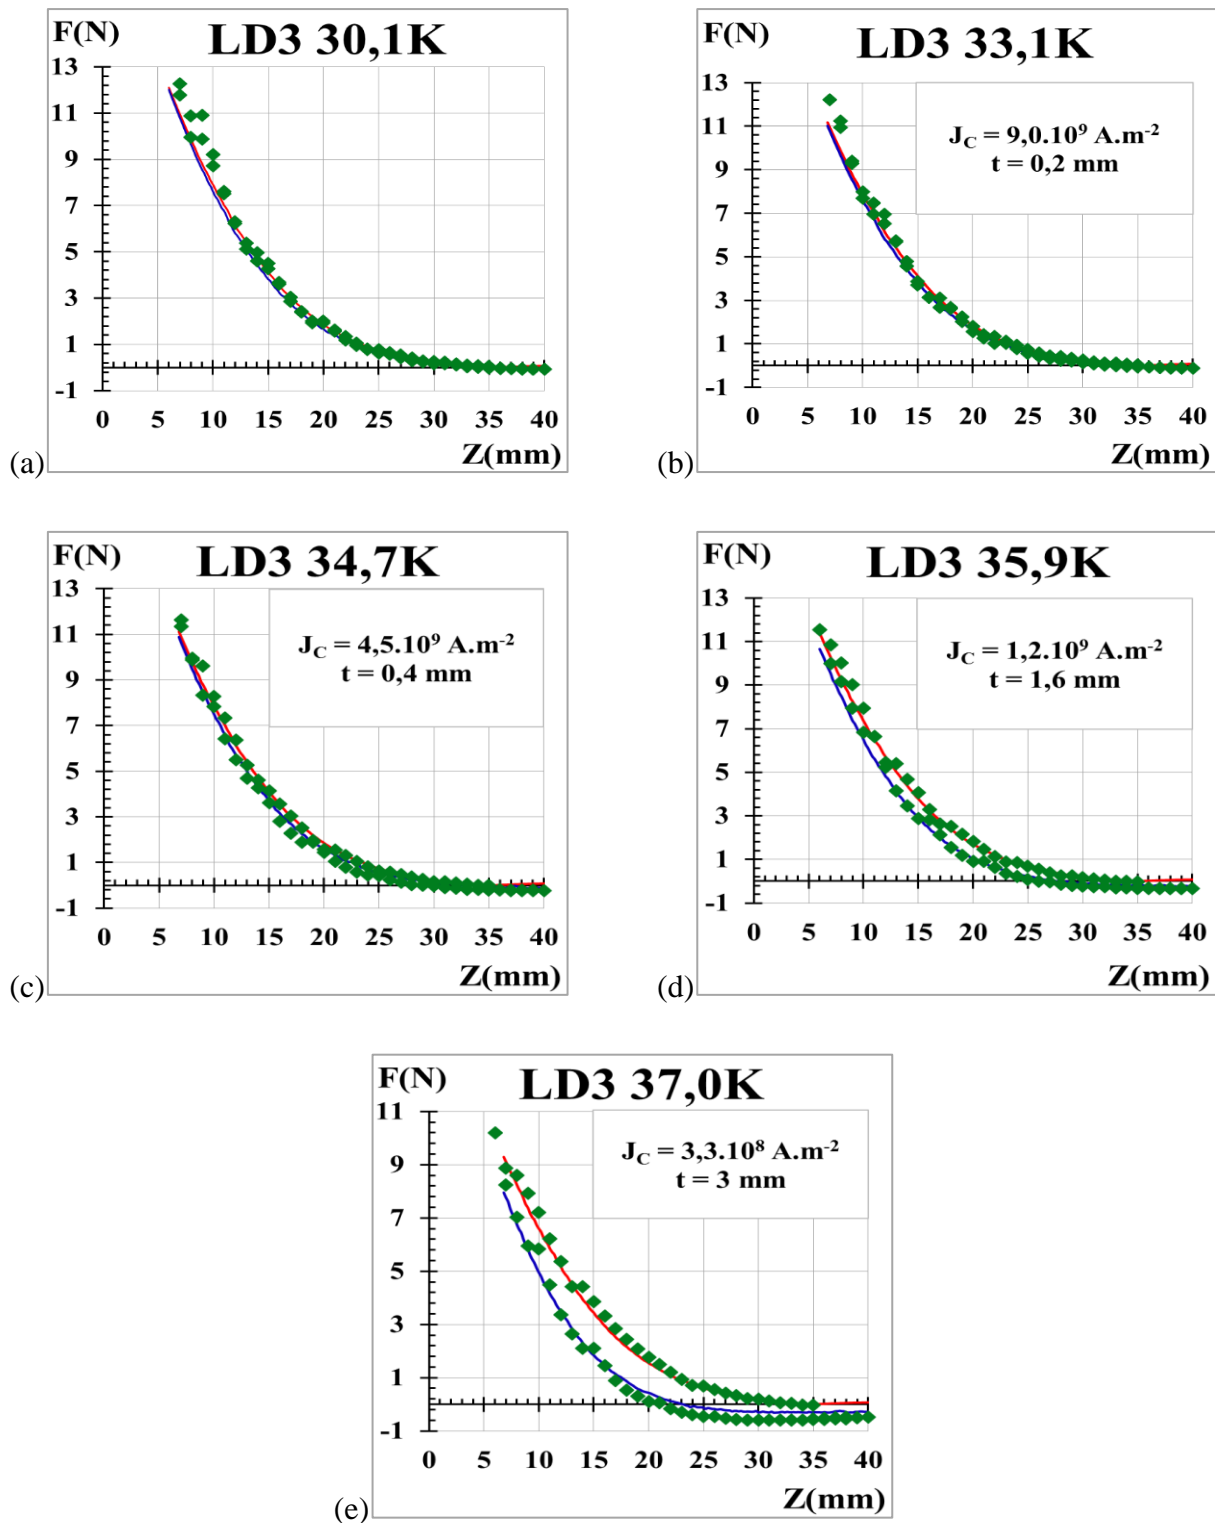 F(N)
LD3 30,1K
13
11
9
7
5
3
1
-1
0 5 10 15 20 25 30 35 40
Z(mm)
(a)
F(N)
LD3 33,1K
13
11
9
7
5
3
1
-1
J_C = 9,0.10⁹ A.m⁻²
t = 0,2 mm
0 5 10 15 20 25 30 35 40
Z(mm)
(b)
F(N)
LD3 34,7K
13
11
9
7
5
3
1
-1
J_C = 4,5.10⁹ A.m⁻²
t = 0,4 mm
0 5 10 15 20 25 30 35 40
Z(mm)
(c)
F(N)
LD3 35,9K
13
11
9
7
5
3
1
-1
J_C = 1,2.10⁹ A.m⁻²
t = 1,6 mm
0 5 10 15 20 25 30 35 40
Z(mm)
(d)
F(N)
LD3 37,0K
11
9
7
5
3
1
-1
J_C = 3,3.10⁸ A.m⁻²
t = 3 mm
0 5 10 15 20 25 30 35 40
Z(mm)
(e)